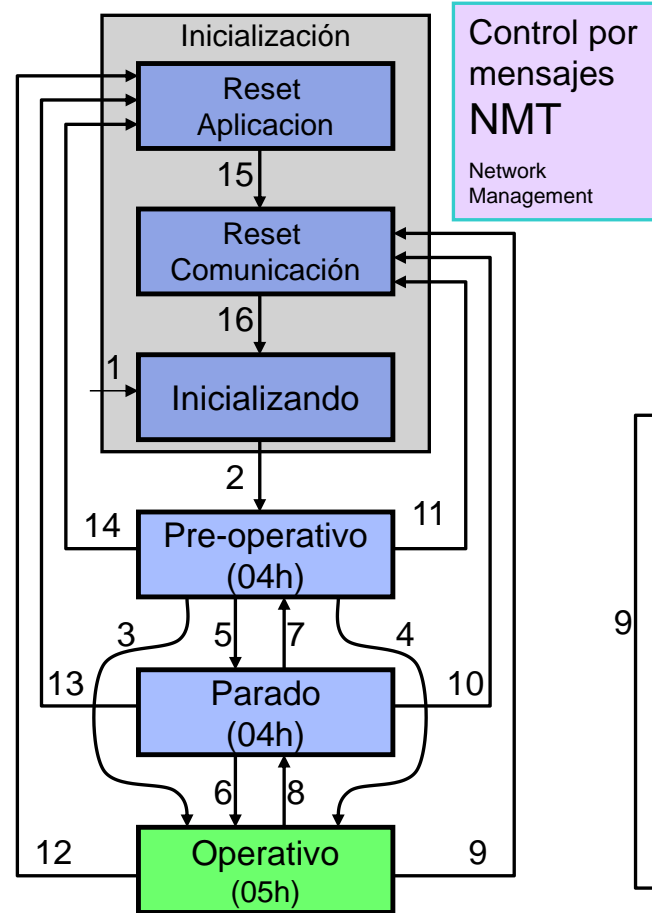 Inicialización
Reset
Aplicacion
15
Reset
Comunicación
16
1
Inicializando
2
Control por
mensajes
NMT
Network
Management
14
Pre-operativo
(04h)
11
3
5
7
4
13
Parado
(04h)
10
6
8
12
Operativo
(05h)
9
9